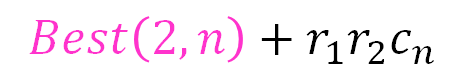 Best(2,n) + r₁r₂cₙ